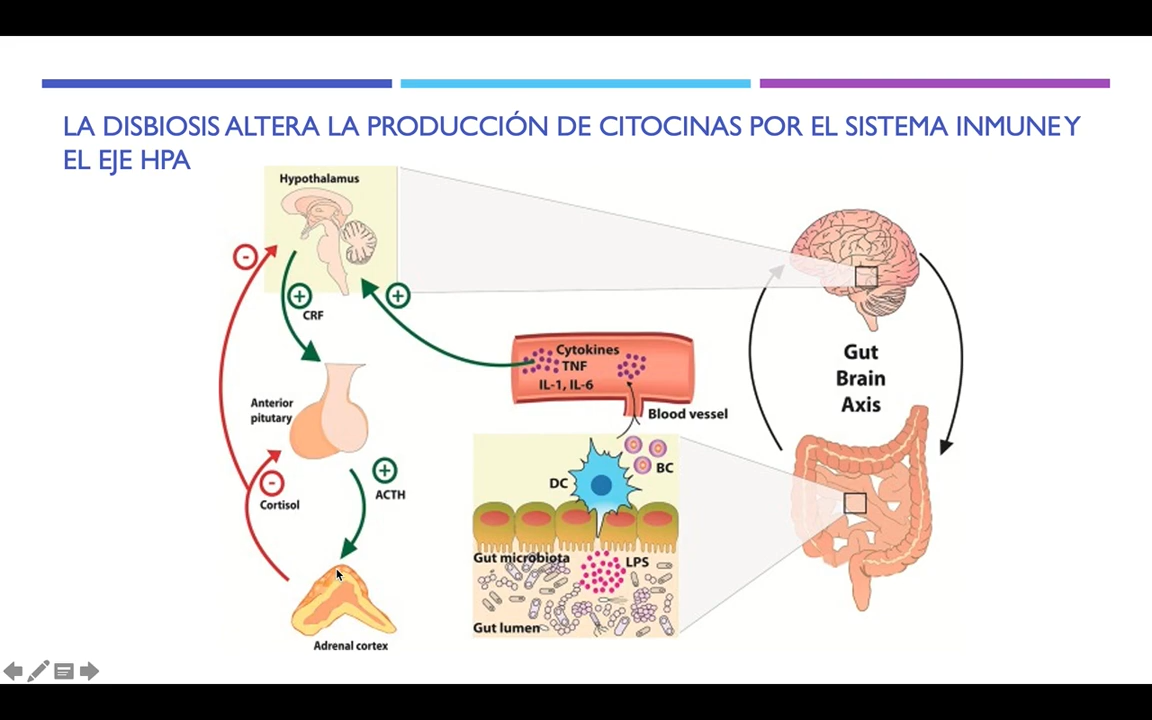 LA DISBIOSIS ALTERA LA PRODUCCIÓN DE CITOCINAS POR EL SISTEMA INMUNE Y
EL EJE HPA
Hypothalamus
-
+
CRF
+
Anterior
pitutary
-
Cortisol
+
ACTH
Adrenal cortex
Cytokines
TNF
IL-1, IL-6
Blood vessel
BC
DC
Gut microbiota
LPS
Gut lumen
Gut
Brain
Axis